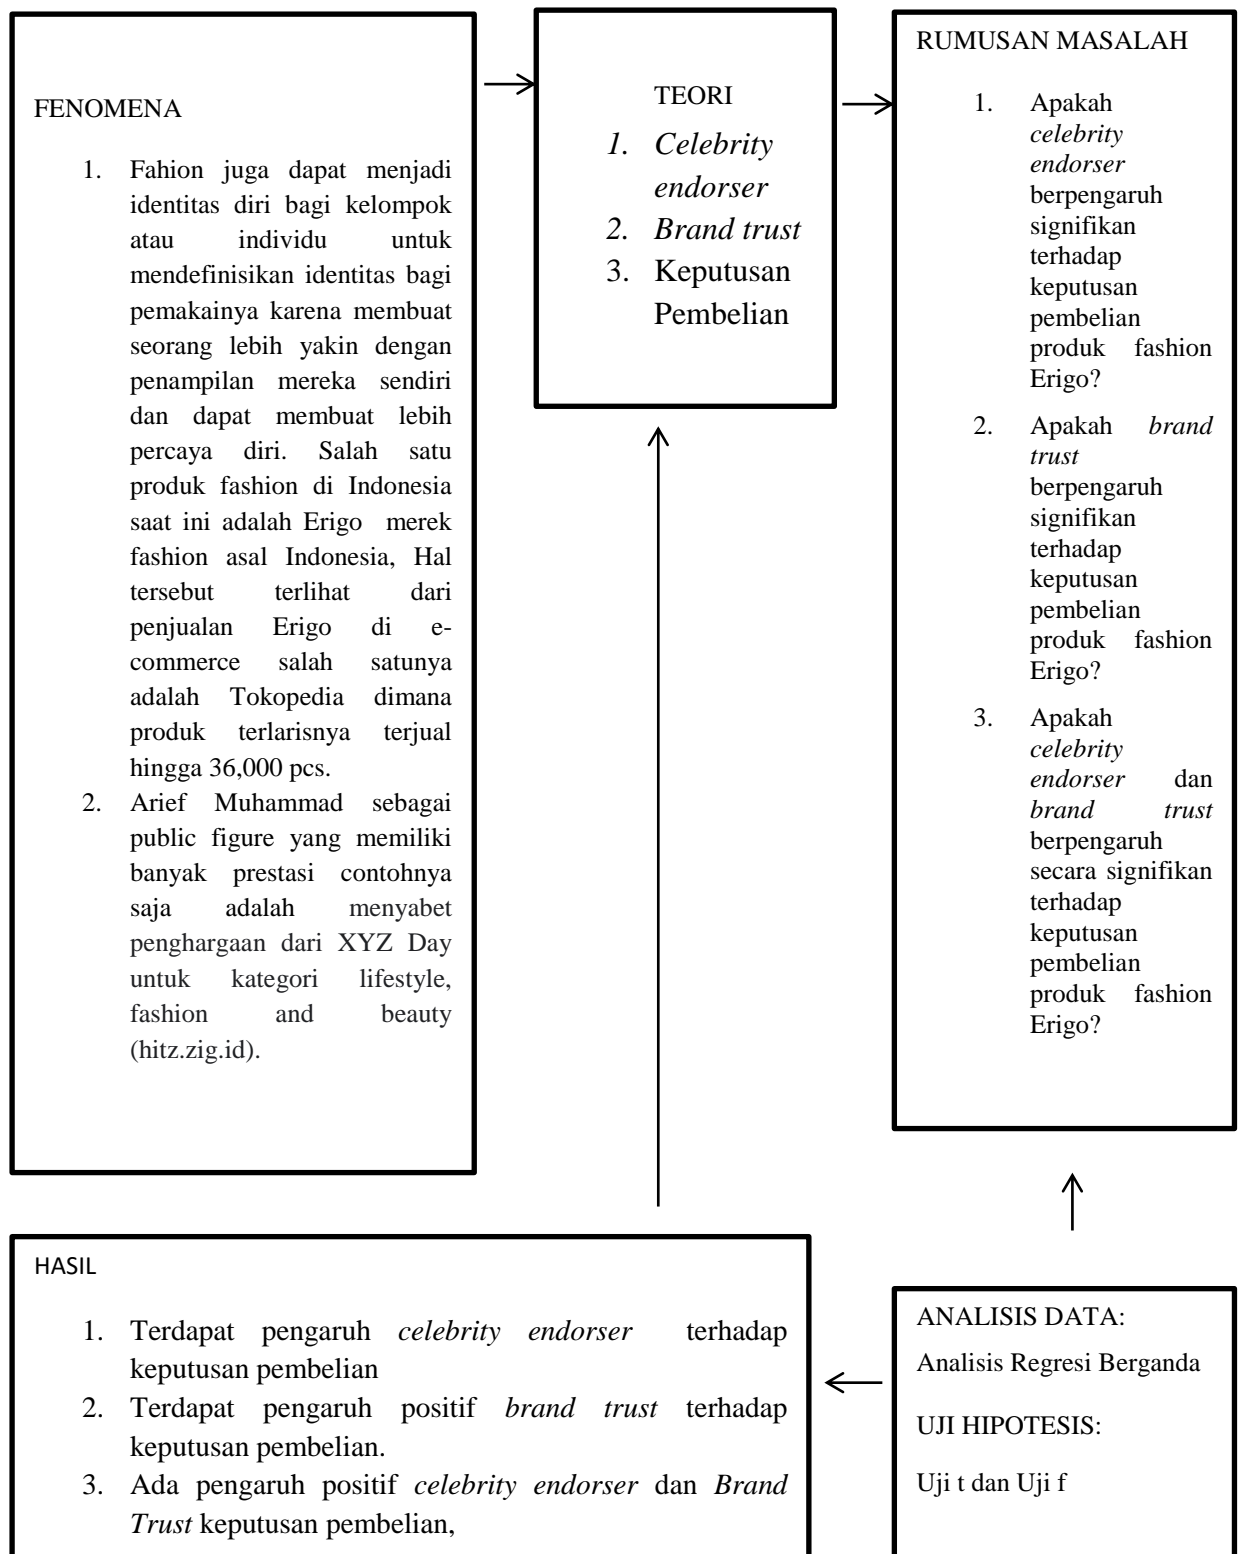 FENOMENA
1. Fahion juga dapat menjadi
identitas diri bagi kelompok
atau individu untuk
mendefinisikan identitas bagi
pemakainya karena membuat
seorang lebih yakin dengan
penampilan mereka sendiri
dan dapat membuat lebih
percaya diri. Salah satu
produk fashion di Indonesia
saat ini adalah Erigo merek
fashion asal Indonesia, Hal
tersebut terlihat dari
penjualan Erigo di e-
commerce salah satunya
adalah Tokopedia dimana
produk terlarisnya terjual
hingga 36,000 pcs.
2. Arief Muhammad sebagai
public figure yang memiliki
banyak prestasi contohnya
saja adalah menyabet
penghargaan dari XYZ Day
untuk kategori lifestyle,
fashion and beauty
(hitz.zig.id).
TEORI
1. Celebrity
endorser
2. Brand trust
3. Keputusan
Pembelian
RUMUSAN MASALAH
1. Apakah
celebrity
endorser
berpengaruh
signifikan
terhadap
keputusan
pembelian
produk fashion
Erigo?
2. Apakah brand
trust
berpengaruh
signifikan
terhadap
keputusan
pembelian
produk fashion
Erigo?
3. Apakah
celebrity
endorser dan
brand trust
berpengaruh
secara signifikan
terhadap
keputusan
pembelian
produk fashion
Erigo?
HASIL
1. Terdapat pengaruh celebrity endorser terhadap
keputusan pembelian
2. Terdapat pengaruh positif brand trust terhadap
keputusan pembelian.
3. Ada pengaruh positif celebrity endorser dan Brand
Trust keputusan pembelian,
ANALISIS DATA:
Analisis Regresi Berganda
UJI HIPOTESIS:
Uji t dan Uji f